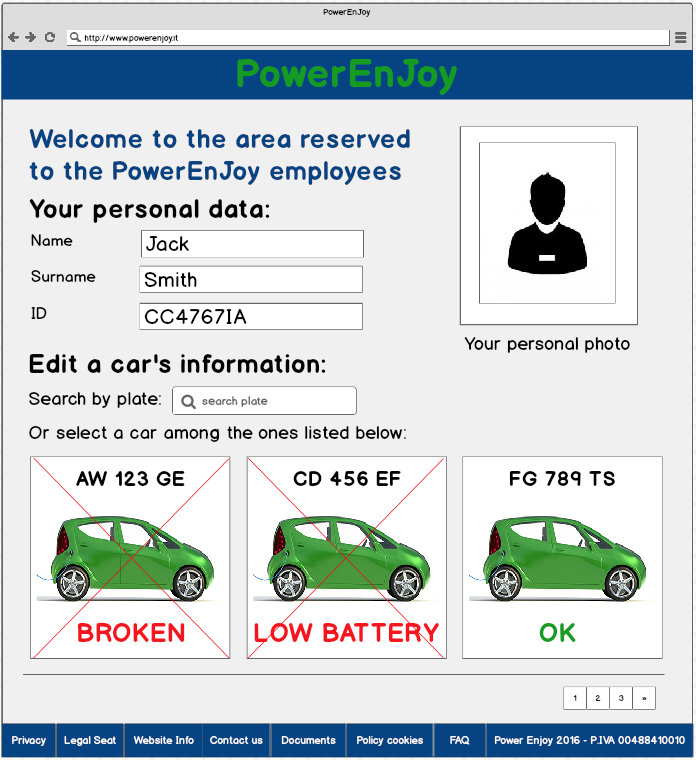 PowerEnJoy
http://www.powerenjoy.it
PowerEnJoy
Welcome to the area reserved
to the PowerEnJoy employees
Your personal data:
Name Jack
Surname Smith
ID CC4767IA
Your personal photo
Edit a car's information:
Search by plate: search plate
Or select a car among the ones listed below:
AW 123 GE CD 456 EF FG 789 TS
BROKEN LOW BATTERY OK
1 2 3 »
Privacy Legal Seat Website Info Contact us Documents Policy cookies FAQ Power Enjoy 2016 - P.IVA 00488410010